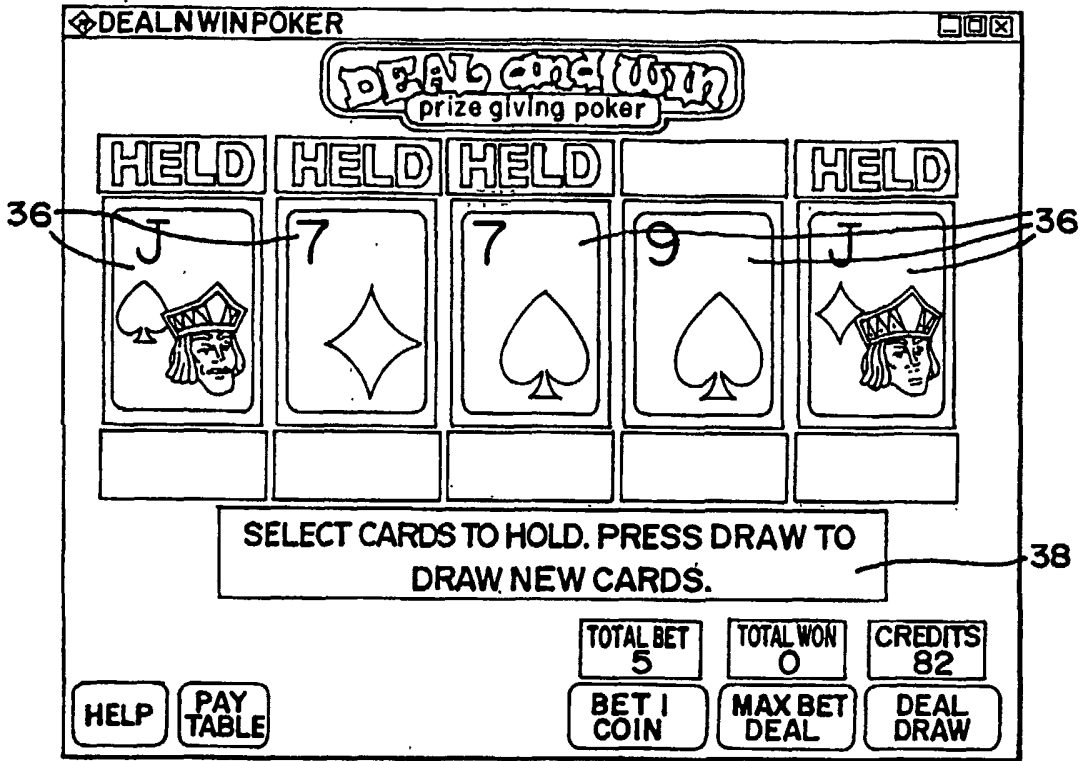 DEALNWINPOKER
DEAL and WIN
prize giving poker
HELD HELD HELD HELD
36 J 7 7 9 J 36
SELECT CARDS TO HOLD. PRESS DRAW TO
DRAW NEW CARDS.
38
TOTAL BET
5
TOTAL WON
0
CREDITS
82
HELP
PAY
TABLE
BET 1
COIN
MAX BET
DEAL
DEAL
DRAW